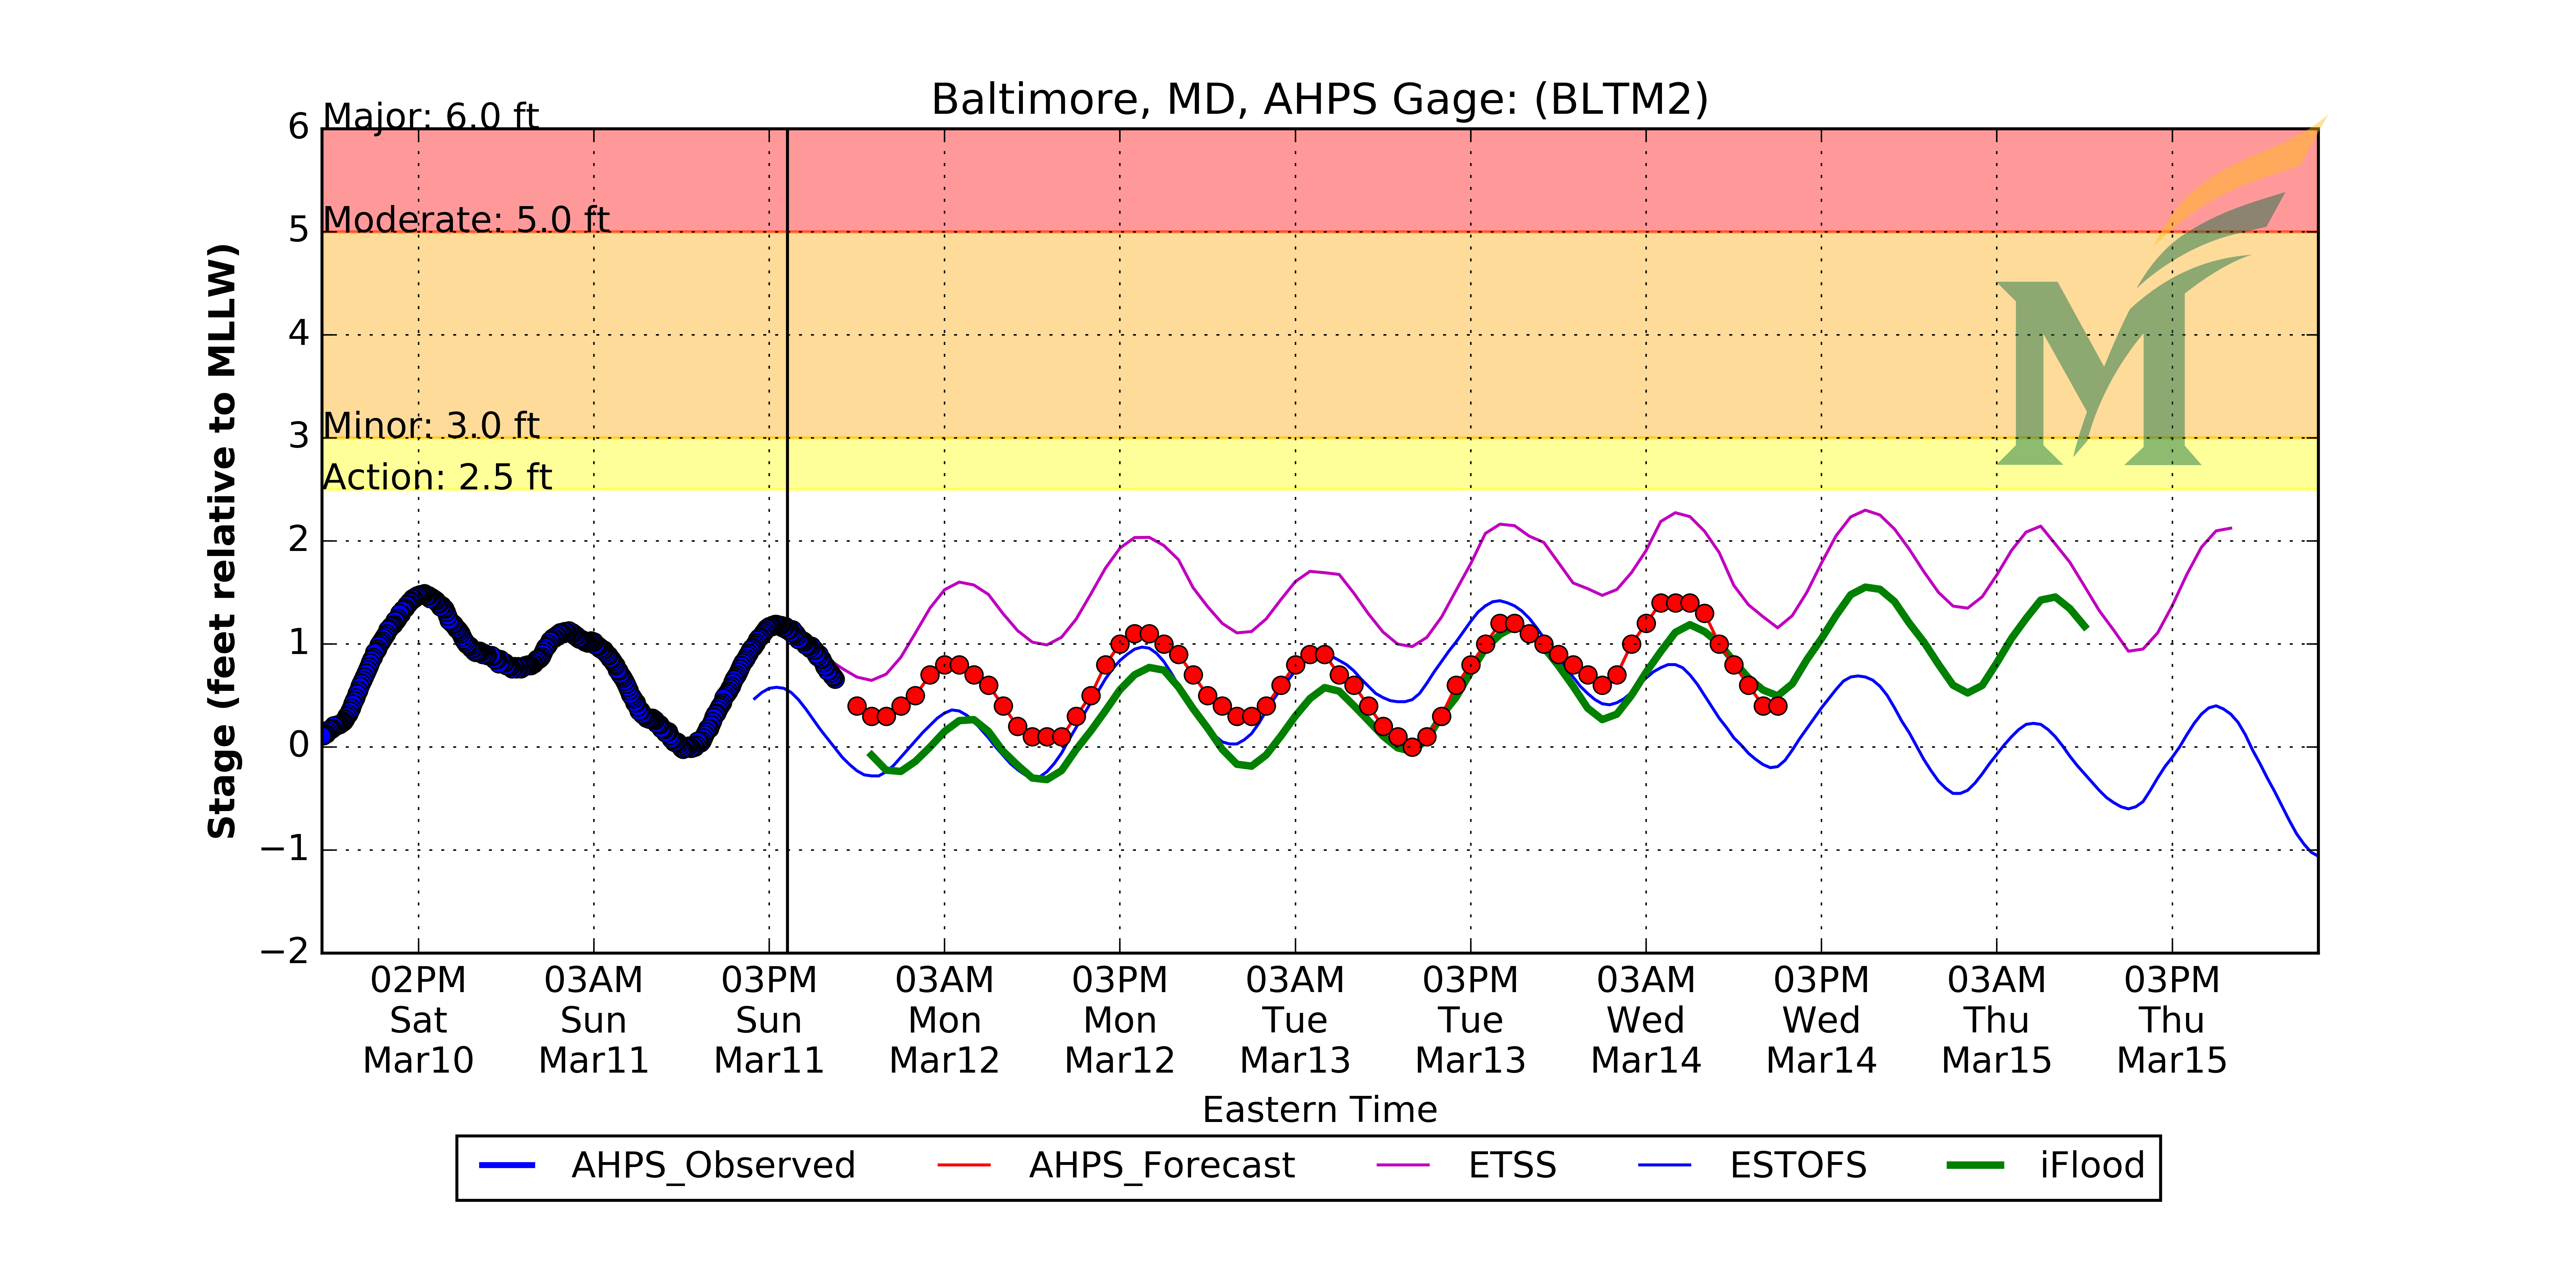 Baltimore, MD, AHPS Gage: (BLTM2)
Major: 6.0 ft
Moderate: 5.0 ft
Minor: 3.0 ft
Action: 2.5 ft
6
5
4
3
2
1
0
−1
−2
Stage (feet relative to MLLW)
02PM
Sat
Mar10
03AM
Sun
Mar11
03PM
Sun
Mar11
03AM
Mon
Mar12
03PM
Mon
Mar12
03AM
Tue
Mar13
03PM
Tue
Mar13
03AM
Wed
Mar14
03PM
Wed
Mar14
03AM
Thu
Mar15
03PM
Thu
Mar15
Eastern Time
AHPS_Observed
AHPS_Forecast
ETSS
ESTOFS
iFlood
M